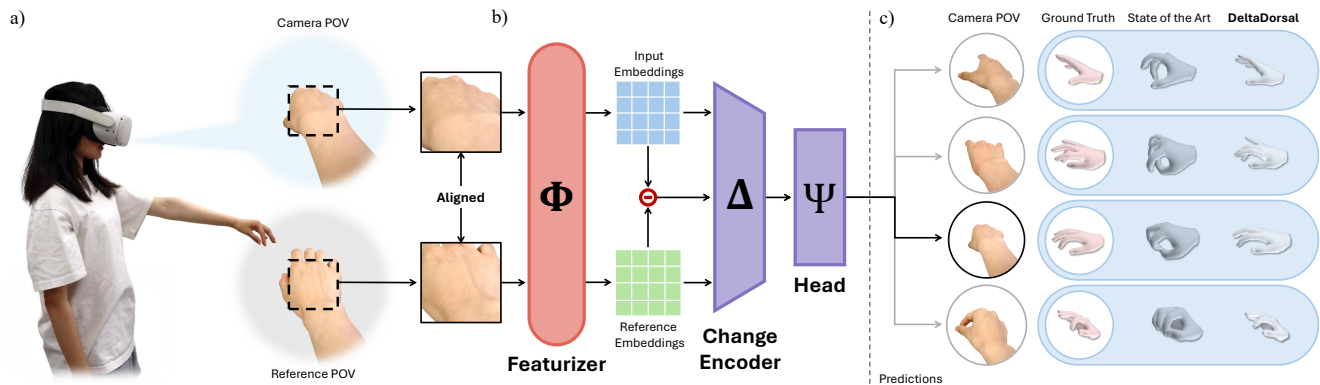 a)
Camera POV
Reference POV
Aligned
b)
Φ
Featurizer
Input
Embeddings
Reference
Embeddings
Δ
Change
Encoder
Ψ
Head
c)
Camera POV
Ground Truth
State of the Art
DeltaDorsal
Predictions